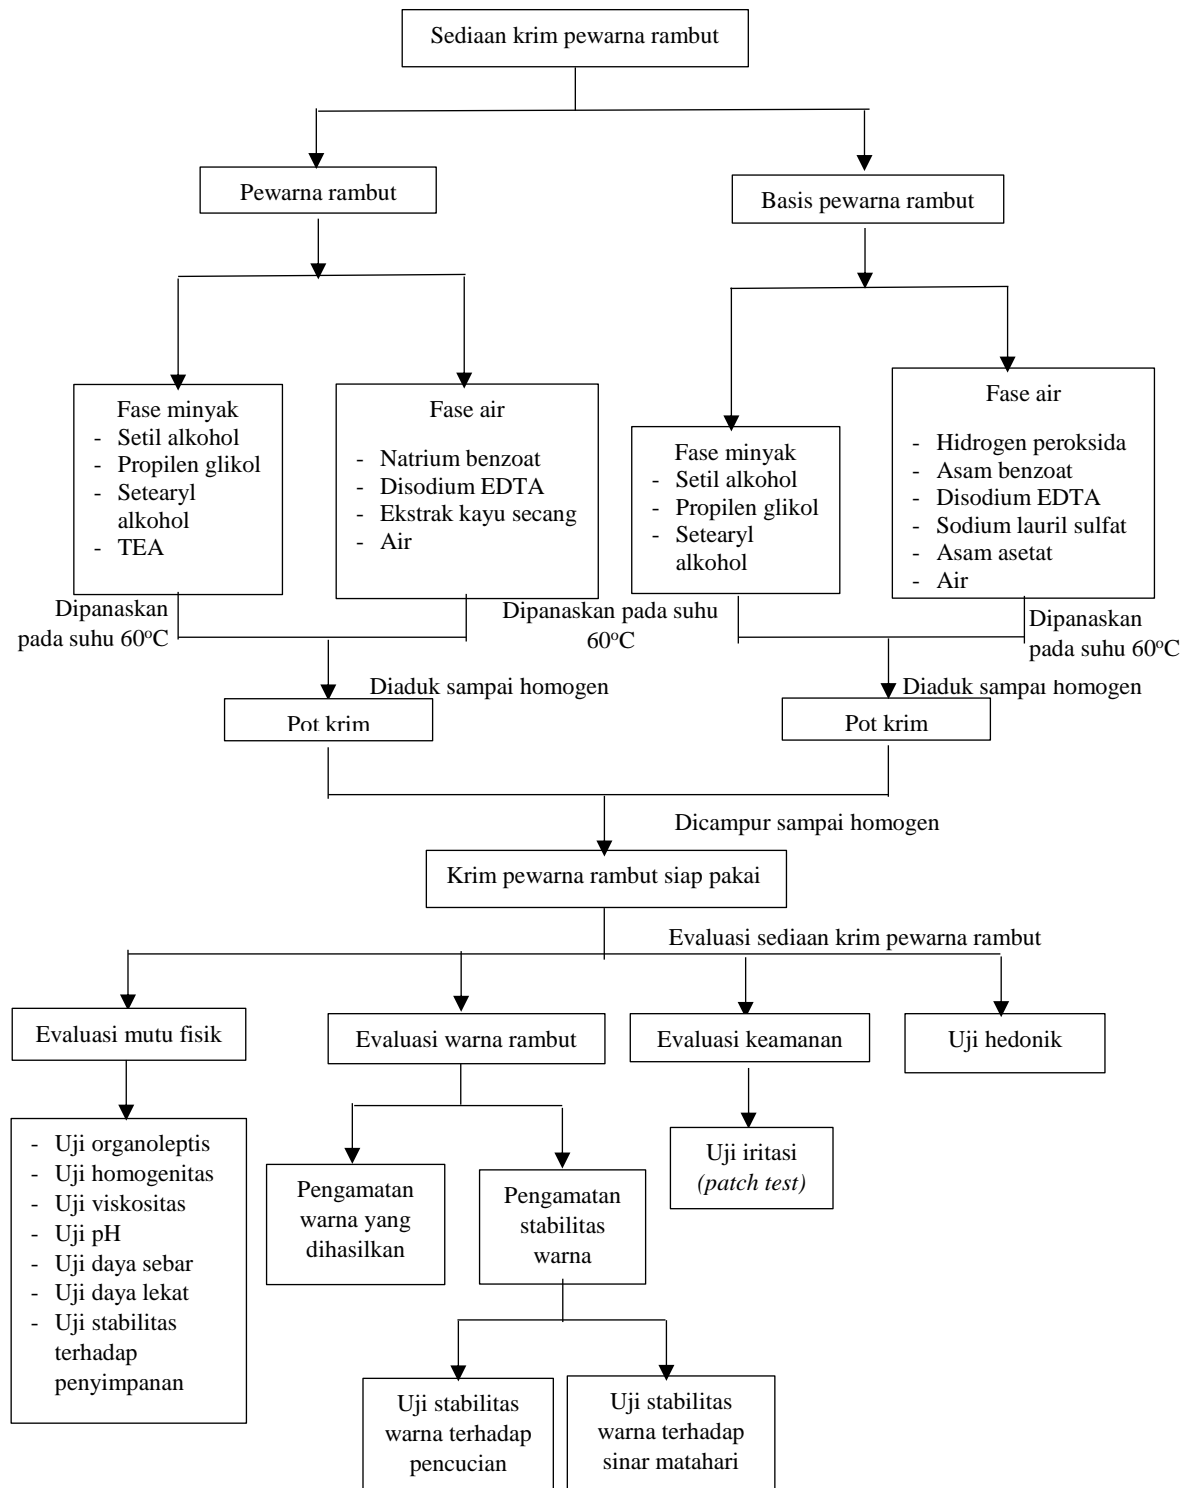 Sediaan krim pewarna rambut
Pewarna rambut
Basis pewarna rambut
Fase minyak
- Setil alkohol
- Propilen glikol
- Setearyl
alkohol
- TEA
Fase air
- Natrium benzoat
- Disodium EDTA
- Ekstrak kayu secang
- Air
Fase minyak
- Setil alkohol
- Propilen glikol
- Setearyl
alkohol
Fase air
- Hidrogen peroksida
- Asam benzoat
- Disodium EDTA
- Sodium lauril sulfat
- Asam asetat
- Air
Dipanaskan
pada suhu 60°C
Dipanaskan pada suhu
60°C
Dipanaskan
pada suhu 60°C
Diaduk sampai homogen
Diaduk sampai homogen
Pot krim
Pot krim
Dicampur sampai homogen
Krim pewarna rambut siap pakai
Evaluasi sediaan krim pewarna rambut
Evaluasi mutu fisik
Evaluasi warna rambut
Evaluasi keamanan
Uji hedonik
- Uji organoleptis
- Uji homogenitas
- Uji viskositas
- Uji pH
- Uji daya sebar
- Uji daya lekat
- Uji stabilitas
terhadap
penyimpanan
Pengamatan
warna yang
dihasilkan
Pengamatan
stabilitas
warna
Uji iritasi
(patch test)
Uji stabilitas
warna terhadap
pencucian
Uji stabilitas
warna terhadap
sinar matahari